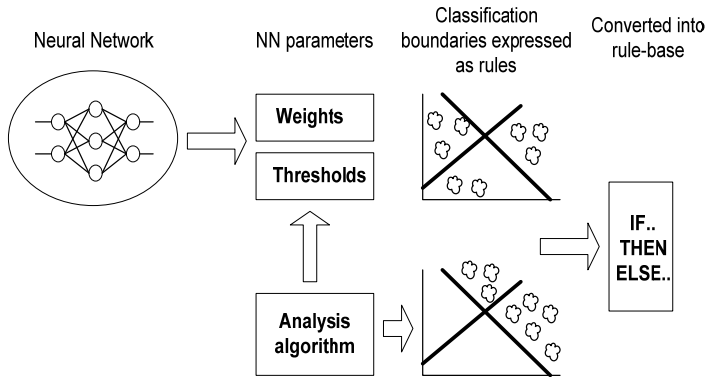 Neural Network
NN parameters
Classification
boundaries expressed
as rules
Converted into
rule-base
Weights
Thresholds
Analysis
algorithm
IF..
THEN
ELSE..